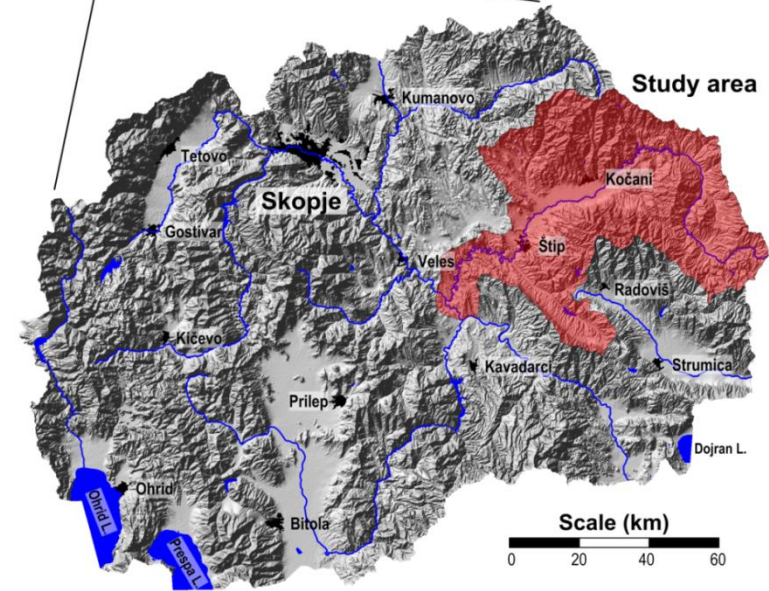 Study area
Kumanovo
Tetovo
Kočani
Skopje
Gostivar
Štip
Veles
Radoviš
Kičevo
Strumica
Kavadarci
Prilep
Dojran L.
Ohrid
Ohrid L.
Bitola
Prespa L.
Scale (km)
0 20 40 60